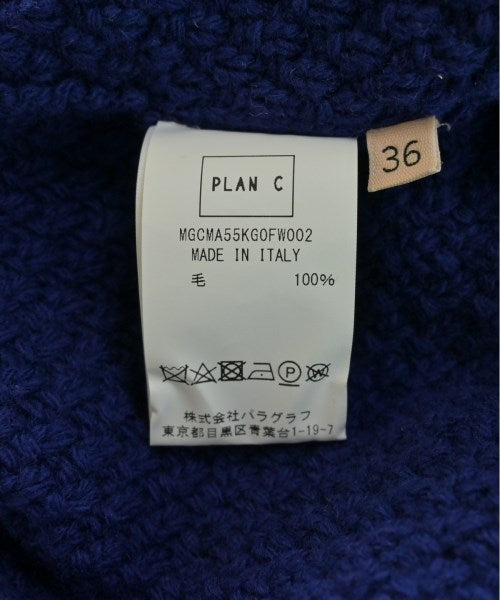 PLAN C
36
MGCMA55KG0FW002
MADE IN ITALY
毛 100%
株式会社パラグラフ
東京都目黒区青葉台1-19-7